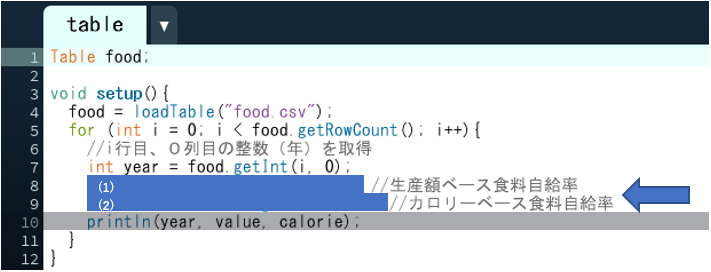 table ▼
1 Table food;
2
3 void setup(){
4 food = loadTable("food.csv");
5 for (int i = 0; i < food.getRowCount(); i++){
6 //i行目、０列目の整数（年）を取得
7 int year = food.getInt(i, 0);
8 (1) //生産額ベース食料自給率
9 (2) //カロリーベース食料自給率
10 println(year, value, calorie);
11 }
12 }